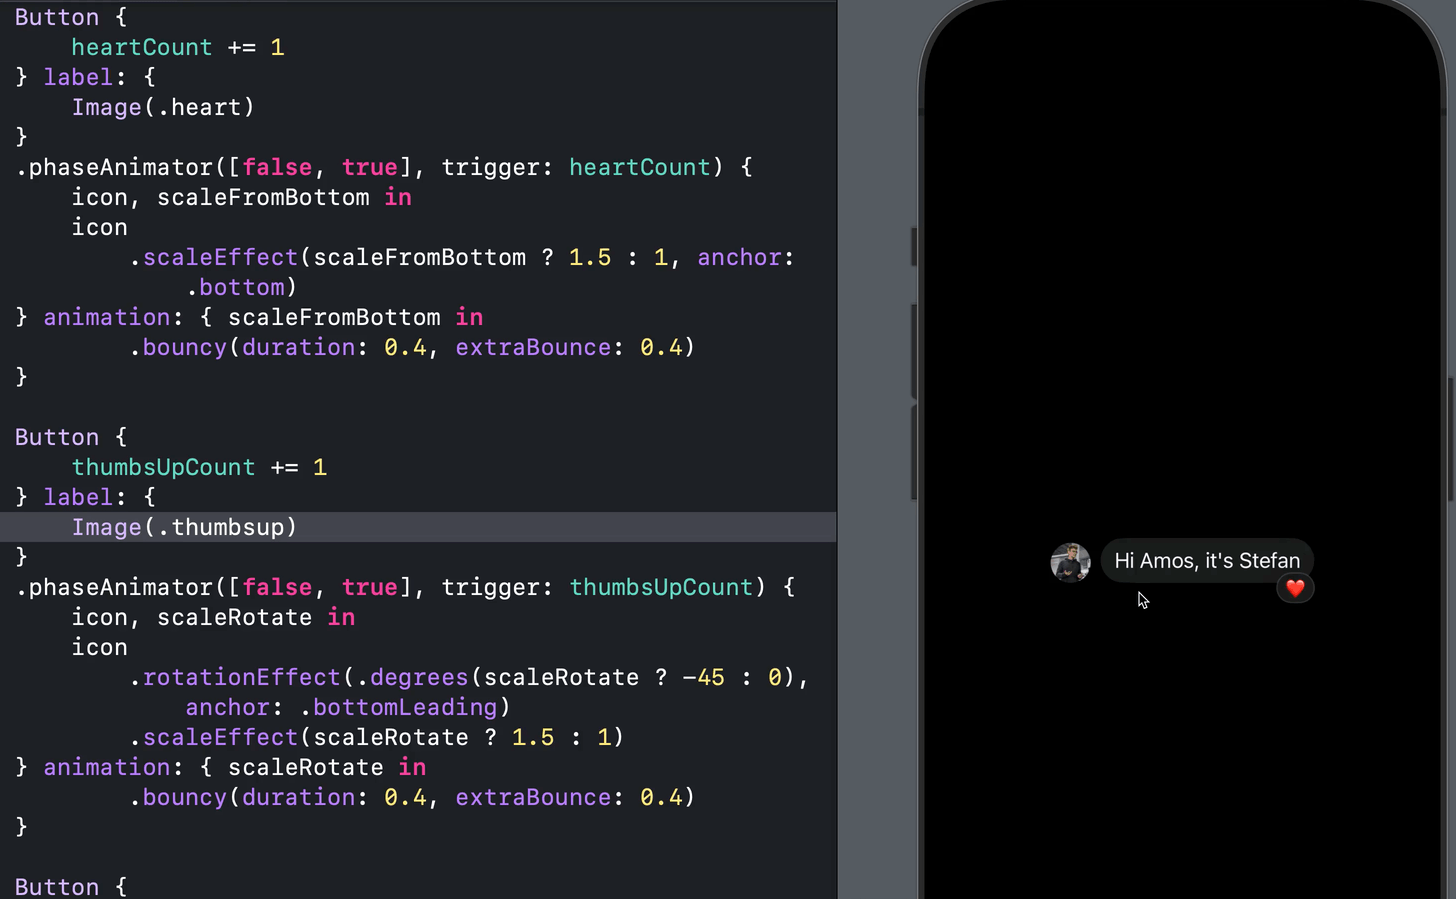 Button {
    heartCount += 1
} label: {
    Image(.heart)
}
.phaseAnimator([false, true], trigger: heartCount) {
    icon, scaleFromBottom in
    icon
        .scaleEffect(scaleFromBottom ? 1.5 : 1, anchor:
            .bottom)
} animation: { scaleFromBottom in
        .bouncy(duration: 0.4, extraBounce: 0.4)
}
Button {
    thumbsUpCount += 1
} label: {
    Image(.thumbsup)
}
.phaseAnimator([false, true], trigger: thumbsUpCount) {
    icon, scaleRotate in
    icon
        .rotationEffect(.degrees(scaleRotate ? -45 : 0),
            anchor: .bottomLeading)
        .scaleEffect(scaleRotate ? 1.5 : 1)
} animation: { scaleRotate in
        .bouncy(duration: 0.4, extraBounce: 0.4)
}
Button {
Hi Amos, it's Stefan